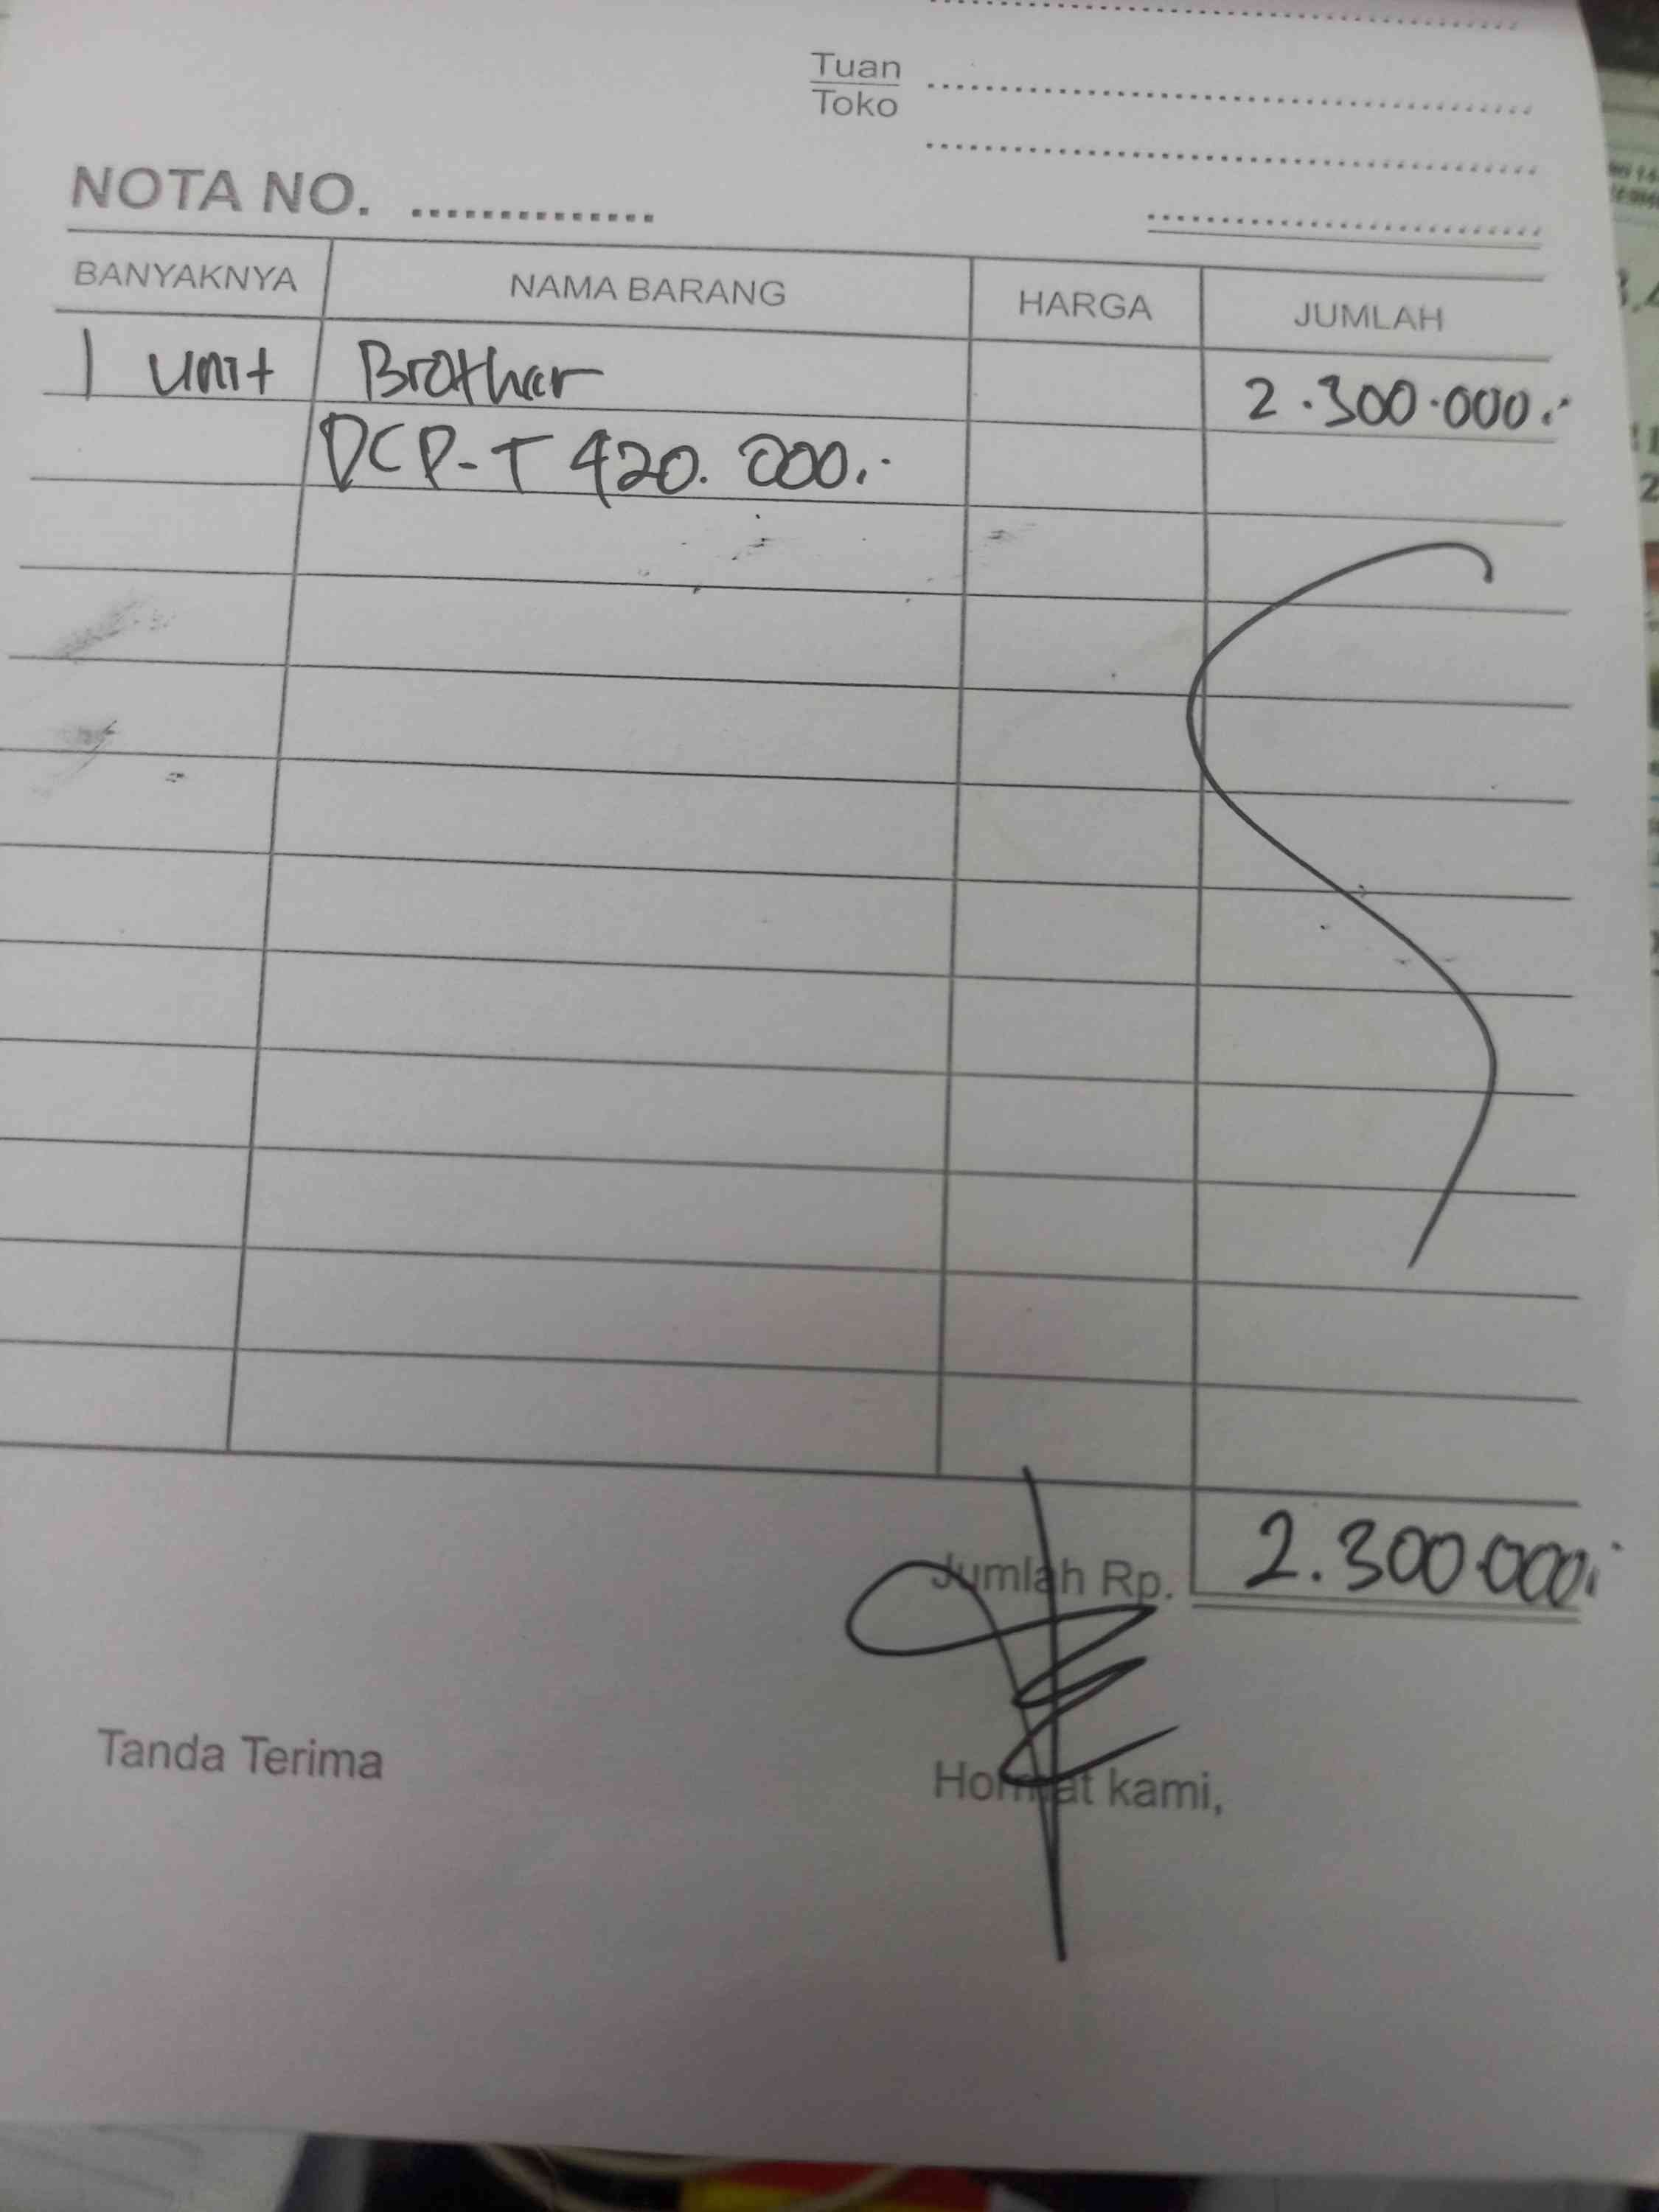 Tuan
Toko
NOTA NO. ..............
BANYAKNYA NAMA BARANG HARGA JUMLAH
1 unit Brother 2.300.000.-
DCP-T 420. 000.-
Jumlah Rp. 2.300.000.-
Tanda Terima Hormat kami,